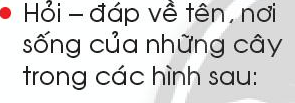 • Hỏi – đáp về tên, nơi
sống của những cây
trong các hình sau: